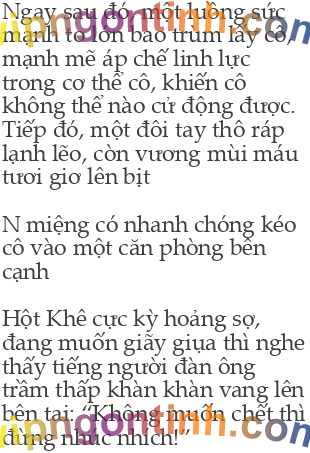 Ngay sau đó, một luồng sức
mạnh to lớn bao trùm lấy cô,
mạnh mẽ áp chế linh lực
trong cơ thể cô, khiến cô
không thể nào cử động được.
Tiếp đó, một đôi tay thô ráp
lạnh lẽo, còn vương mùi máu
tươi giơ lên bịt
N miệng có nhanh chóng kéo
cô vào một căn phòng bên
cạnh
Hột Khê cực kỳ hoảng sợ,
đang muốn giãy giụa thì nghe
thấy tiếng người đàn ông
trầm thấp khàn khàn vang lên
bên tai: “Không muốn chết thì
đừng nhúc nhích!”
vipngontinh.com
vipngontinh.com